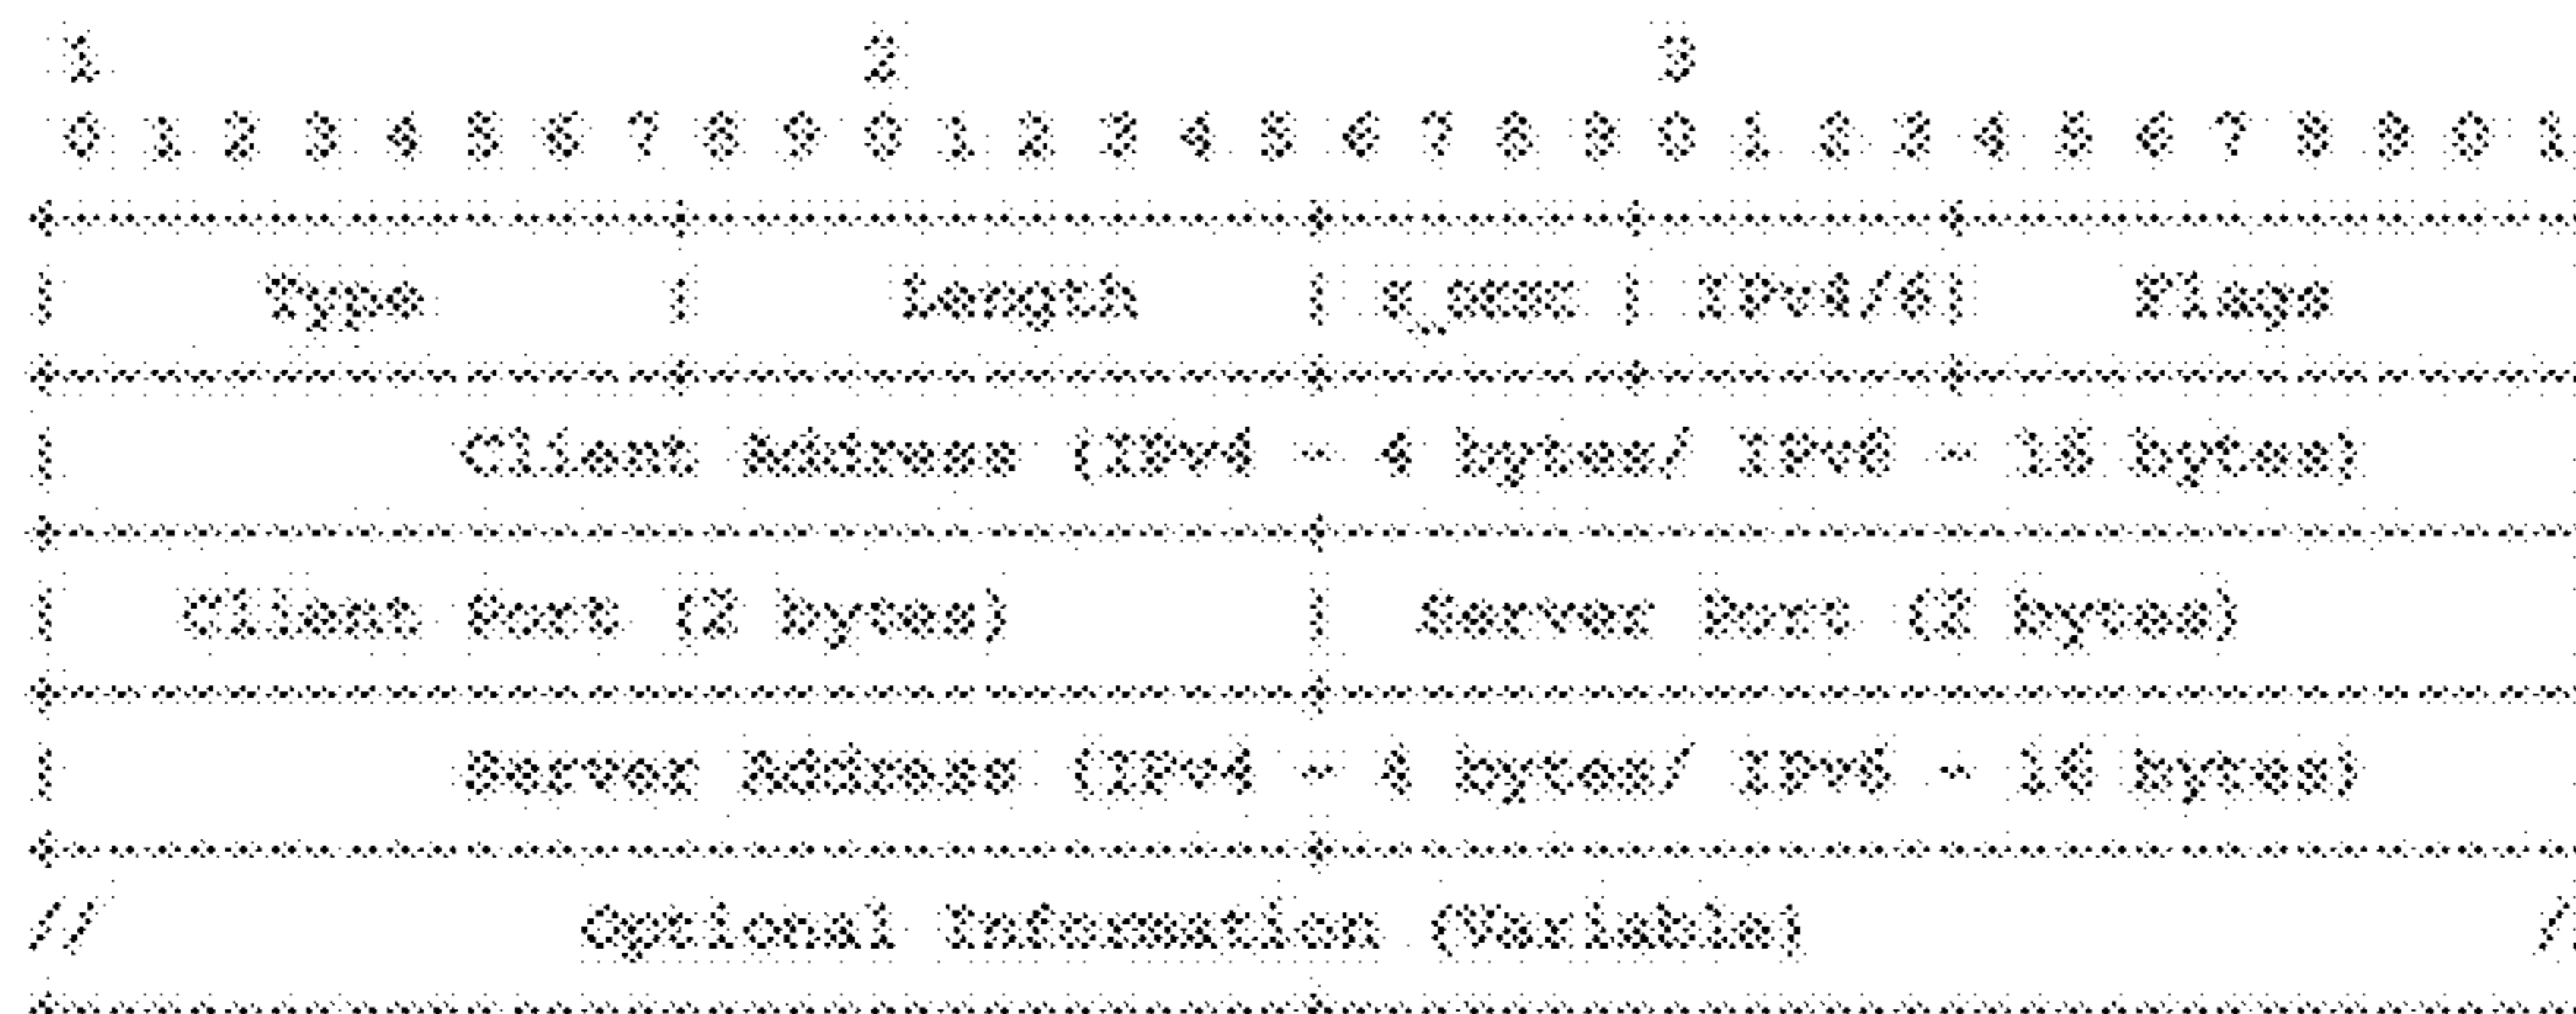 1 2 3
0 1 2 3 4 5 6 7 8 9 0 1 2 3 4 5 6 7 8 9 0 1 2 3 4 5 6 7 8 9 0 1
| Type | Length | | IPv4/6| Flags
| Client Address (IPv4 - 4 bytes/ IPv6 - 16 bytes)
| Client Port (2 bytes) | Server Port (2 bytes)
| Server Address (IPv4 - 4 bytes/ IPv6 - 16 bytes)
// Optional Information (Variable) /